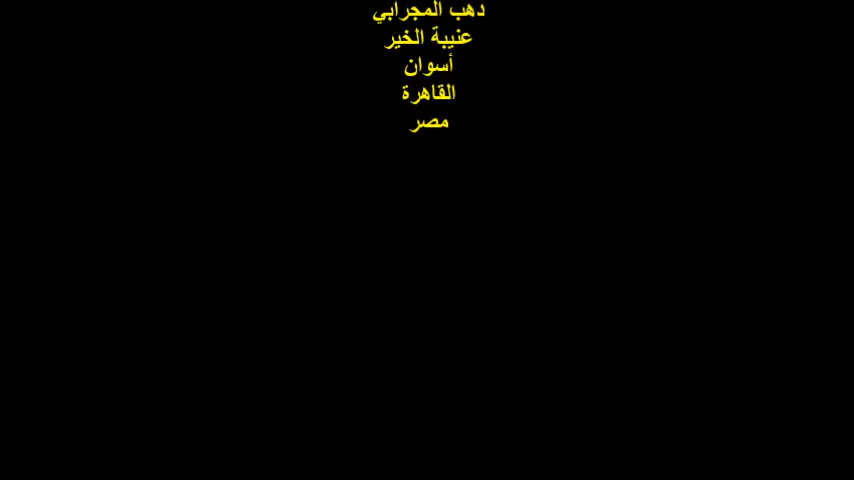 دهب المجرابي
عنيبة الخير
أسوان
القاهرة
مصر